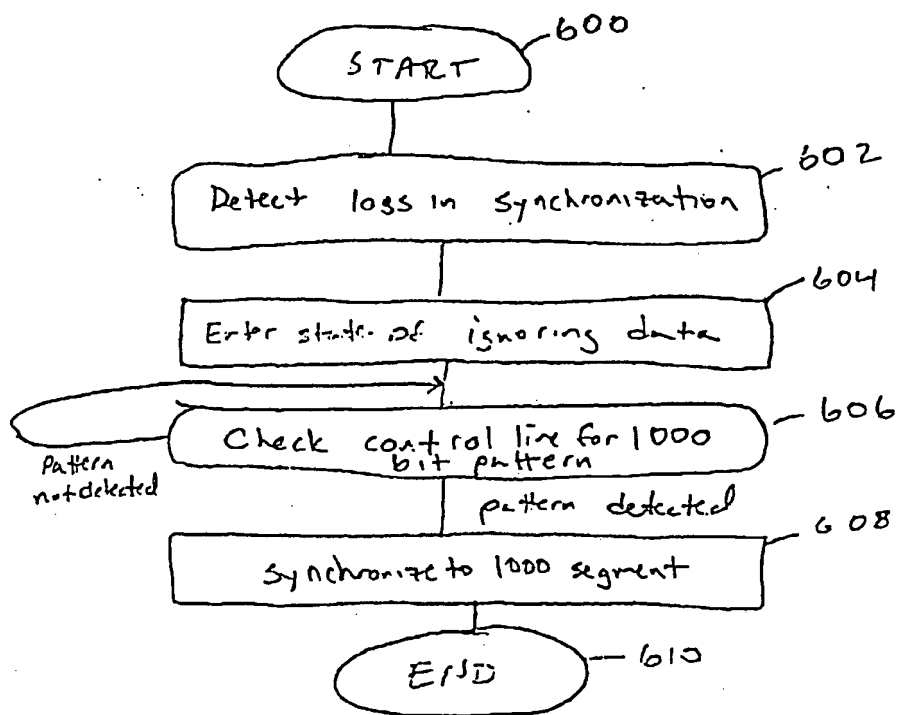 600
START
602
Detect loss in synchronization
604
Enter state of ignoring data
606
Check control line for 1000
bit pattern
Pattern
not detected
pattern detected
608
Synchronize to 1000 segment
END
610